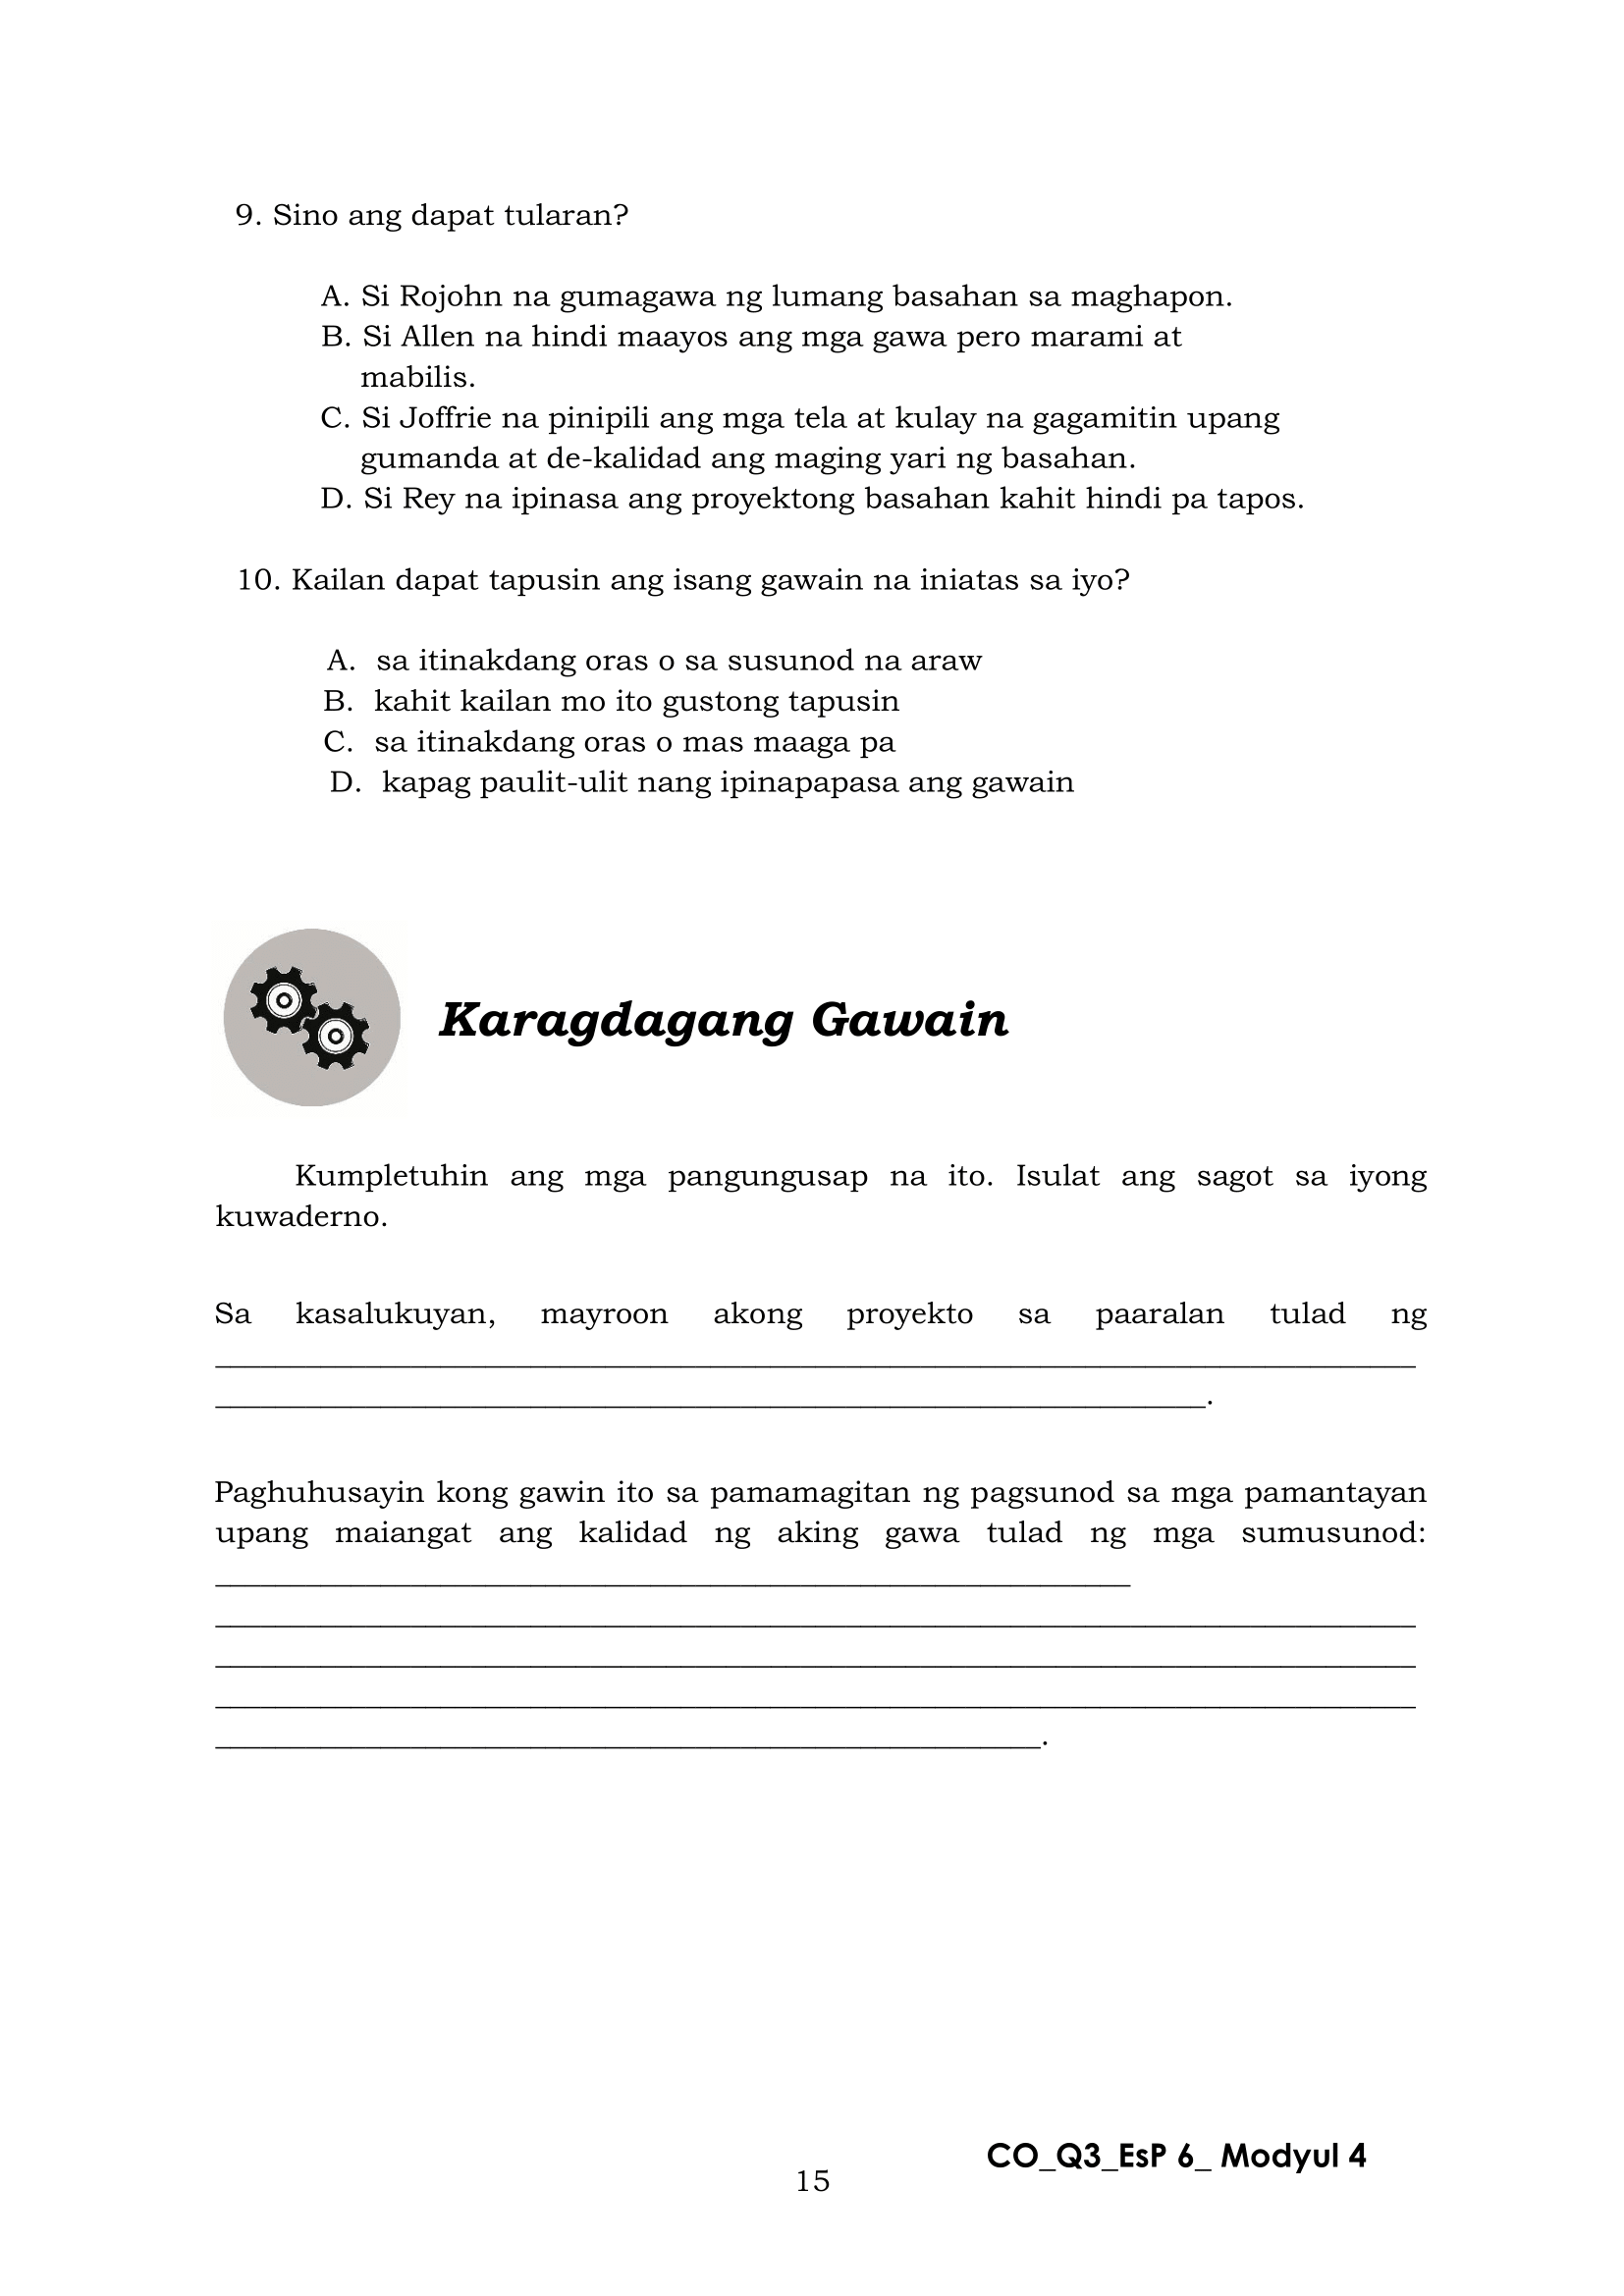 9. Sino ang dapat tularan?
A. Si Rojohn na gumagawa ng lumang basahan sa maghapon.
B. Si Allen na hindi maayos ang mga gawa pero marami at
mabilis.
C. Si Joffrie na pinipili ang mga tela at kulay na gagamitin upang
gumanda at de-kalidad ang maging yari ng basahan.
D. Si Rey na ipinasa ang proyektong basahan kahit hindi pa tapos.
10. Kailan dapat tapusin ang isang gawain na iniatas sa iyo?
A. sa itinakdang oras o sa susunod na araw
B. kahit kailan mo ito gustong tapusin
C. sa itinakdang oras o mas maaga pa
D. kapag paulit-ulit nang ipinapapasa ang gawain
Karagdagang Gawain
Kumpletuhin ang mga pangungusap na ito. Isulat ang sagot sa iyong
kuwaderno.
Sa kasalukuyan, mayroon akong proyekto sa paaralan tulad ng
________________________________________________________________________________
__________________________________________________________________.
Paghuhusayin kong gawin ito sa pamamagitan ng pagsunod sa mga pamantayan
upang maiangat ang kalidad ng aking gawa tulad ng mga sumusunod:
_____________________________________________________________
________________________________________________________________________________
________________________________________________________________________________
________________________________________________________________________________
_______________________________________________________.
CO_Q3_EsP 6_ Modyul 4
15